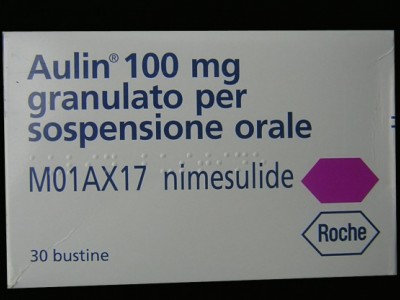 Aulin® 100 mg
granulato per
sospensione orale
M01AX17 nimesulide
Roche
30 bustine